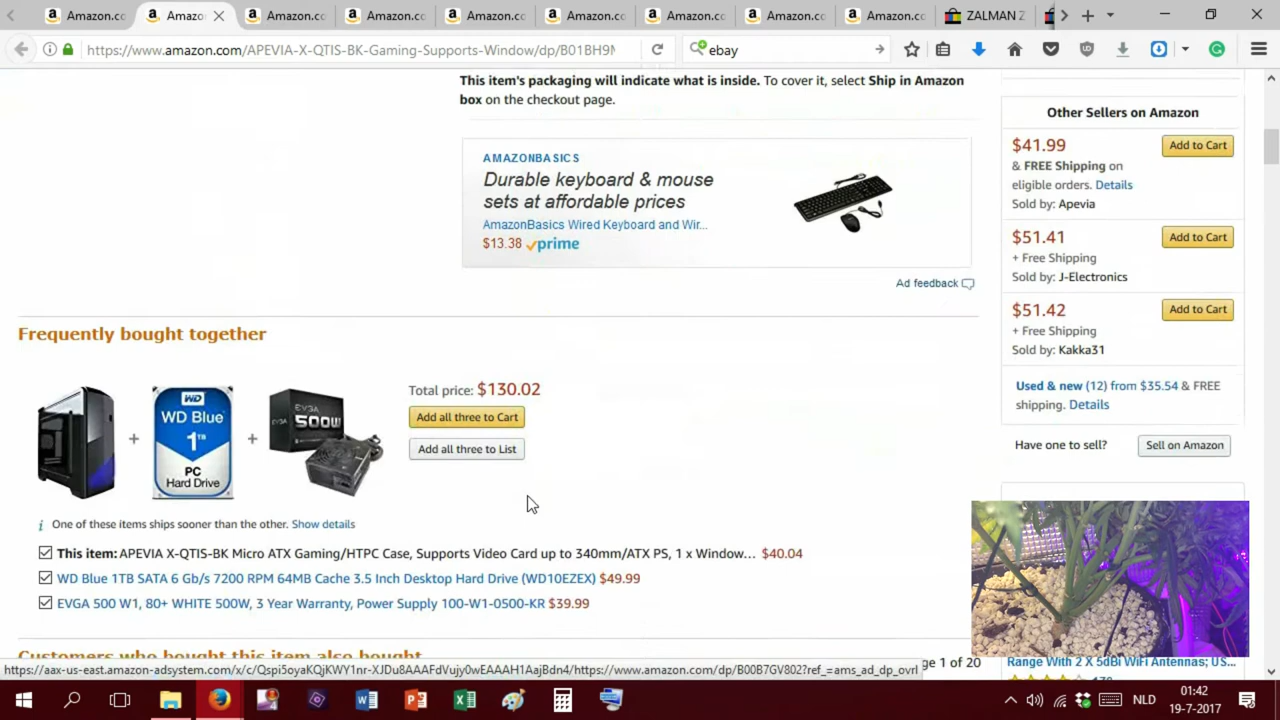 Amazon.co
Amazon.
Amazon.co
Amazon.co
Amazon.co
Amazon.co
Amazon.co
Amazon.co
Amazon.co
ZALMAN Z
https://www.amazon.com/APEVIA-X-QTIS-BK-Gaming-Supports-Window/dp/B01BH9
ebay
This item's packaging will indicate what is inside. To cover it, select Ship in Amazon
box on the checkout page.
AMAZONBASICS
Durable keyboard & mouse
sets at affordable prices
AmazonBasics Wired Keyboard and Wir...
$13.38 prime
Ad feedback
Other Sellers on Amazon
$41.99 Add to Cart
& FREE Shipping on
eligible orders. Details
Sold by: Apevia
$51.41 Add to Cart
+ Free Shipping
Sold by: J-Electronics
$51.42 Add to Cart
+ Free Shipping
Sold by: Kakka31
Used & new (12) from $35.54 & FREE
shipping. Details
Have one to sell? Sell on Amazon
Frequently bought together
WD
WD Blue
1TB
PC
Hard Drive
EVGA
500W
Total price: $130.02
Add all three to Cart
Add all three to List
i One of these items ships sooner than the other. Show details
This item: APEVIA X-QTIS-BK Micro ATX Gaming/HTPC Case, Supports Video Card up to 340mm/ATX PS, 1 x Window... $40.04
WD Blue 1TB SATA 6 Gb/s 7200 RPM 64MB Cache 3.5 Inch Desktop Hard Drive (WD10EZEX) $49.99
EVGA 500 W1, 80+ WHITE 500W, 3 Year Warranty, Power Supply 100-W1-0500-KR $39.99
Customers who bought this item also bought
age 1 of 20
Range With 2 X 5dBi WiFi Antennas; US...
https://aax-us-east.amazon-adsystem.com/x/c/Qspi5oyaKQjKWY1nr-XJDu8AAAFdVujy0wEAAAH1AajBdn4/https://www.amazon.com/dp/B00B7GV802?ref_=ams_ad_dp_ovrl
NLD
01:42
19-7-2017